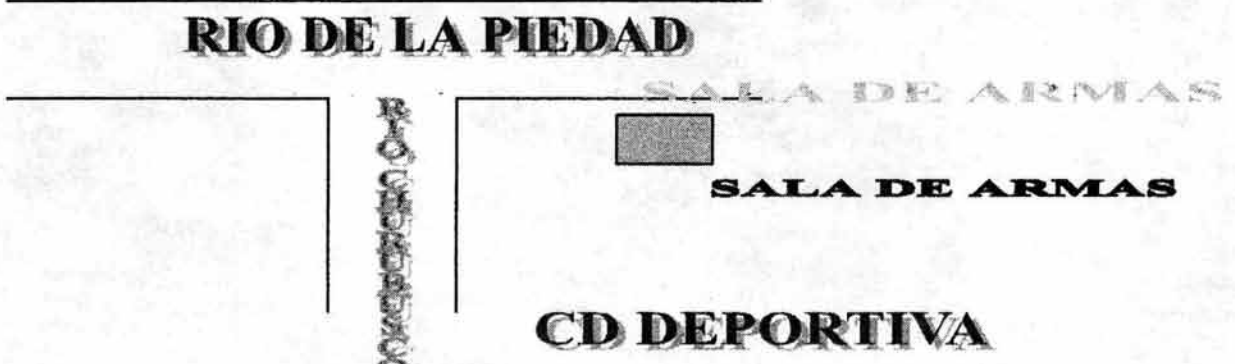 RIO DE LA PIEDAD
SALA DE ARMAS
RIO CHURUBUSCO
SALA DE ARMAS
CD DEPORTIVA